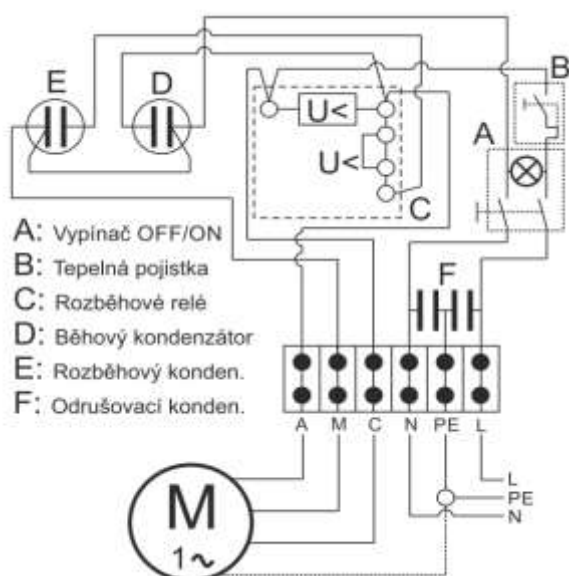 E
D
B
A
U<
U<
C
A: Vypínač OFF/ON
B: Tepelná pojistka
C: Rozběhové relé
D: Běhový kondenzátor
E: Rozběhový konden.
F: Odrušovací konden.
F
A M C N PE L
L
PE
N
M
1~